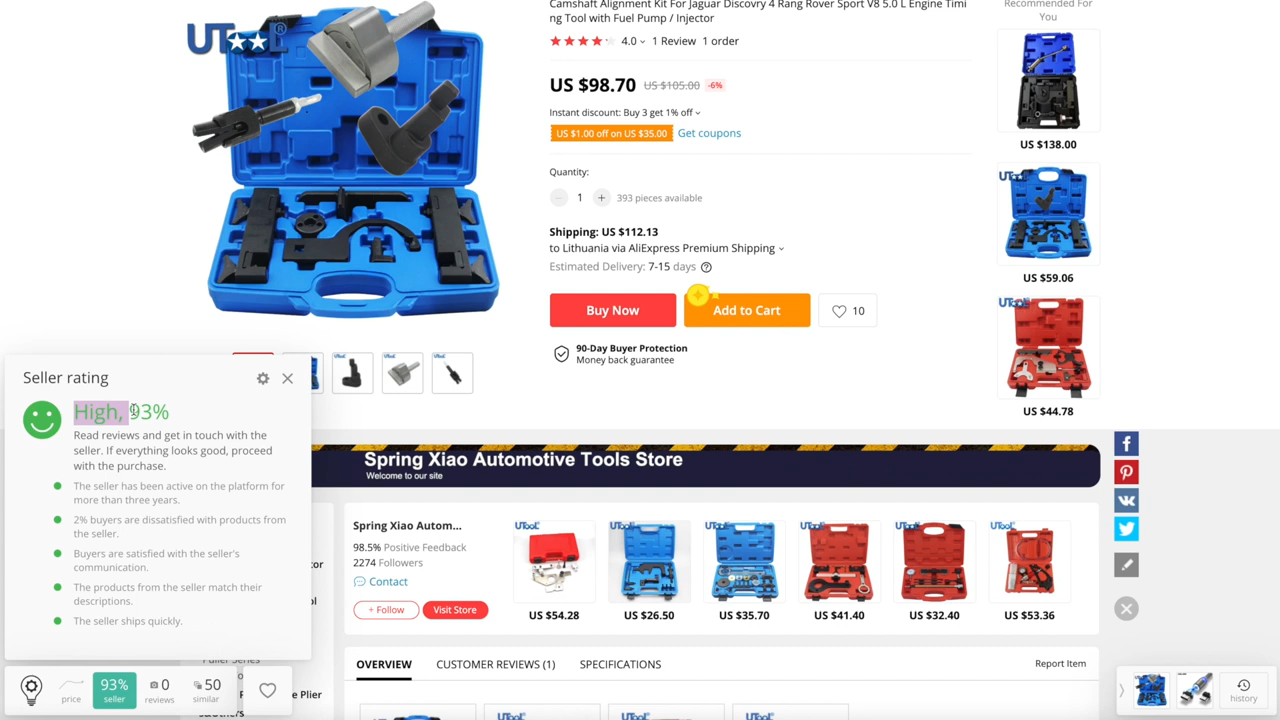 Camshaft Alignment Kit For Jaguar Discovry 4 Rang Rover Sport V8 5.0 L Engine Timi
ng Tool with Fuel Pump / Injector
4.0
1 Review
1 order
US $98.70
US $105.00
-6%
Instant discount: Buy 3 get 1% off
US $1.00 off on US $35.00
Get coupons
Quantity:
1
393 pieces available
Shipping: US $112.13
to Lithuania via AliExpress Premium Shipping
Estimated Delivery: 7-15 days
Buy Now
Add to Cart
10
90-Day Buyer Protection
Money back guarantee
Recommended For
You
US $138.00
US $59.06
US $44.78
Seller rating
High, 93%
Read reviews and get in touch with the
seller. If everything looks good, proceed
with the purchase.
The seller has been active on the platform for
more than three years.
2% buyers are dissatisfied with products from
the seller.
Buyers are satisfied with the seller's
communication.
The products from the seller match their
descriptions.
The seller ships quickly.
price
93%
seller
0
reviews
50
similar
Spring Xiao Automotive Tools Store
Welcome to our site
Spring Xiao Autom...
98.5% Positive Feedback
2274 Followers
Contact
+ Follow
Visit Store
US $54.28
US $26.50
US $35.70
US $41.40
US $32.40
US $53.36
OVERVIEW
CUSTOMER REVIEWS (1)
SPECIFICATIONS
Report Item
e Plier
history